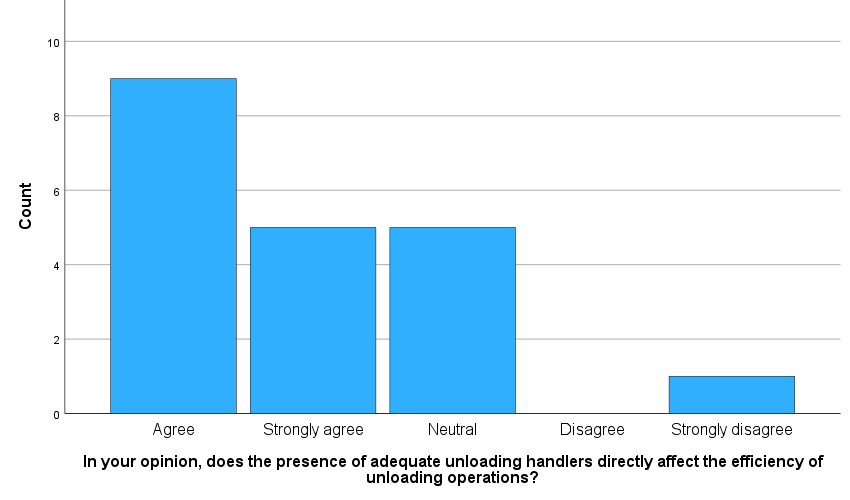 10
8
6
4
2
0
Count
Agree
Strongly agree
Neutral
Disagree
Strongly disagree
In your opinion, does the presence of adequate unloading handlers directly affect the efficiency of
unloading operations?